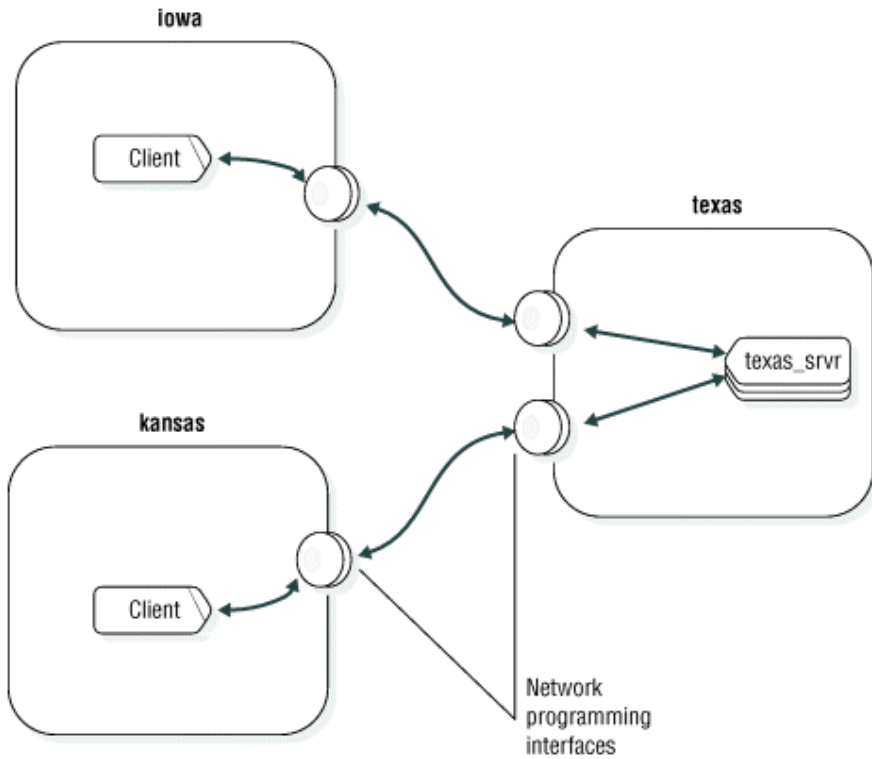 iowa
Client
texas
texas_srvr
kansas
Client
Network
programming
interfaces